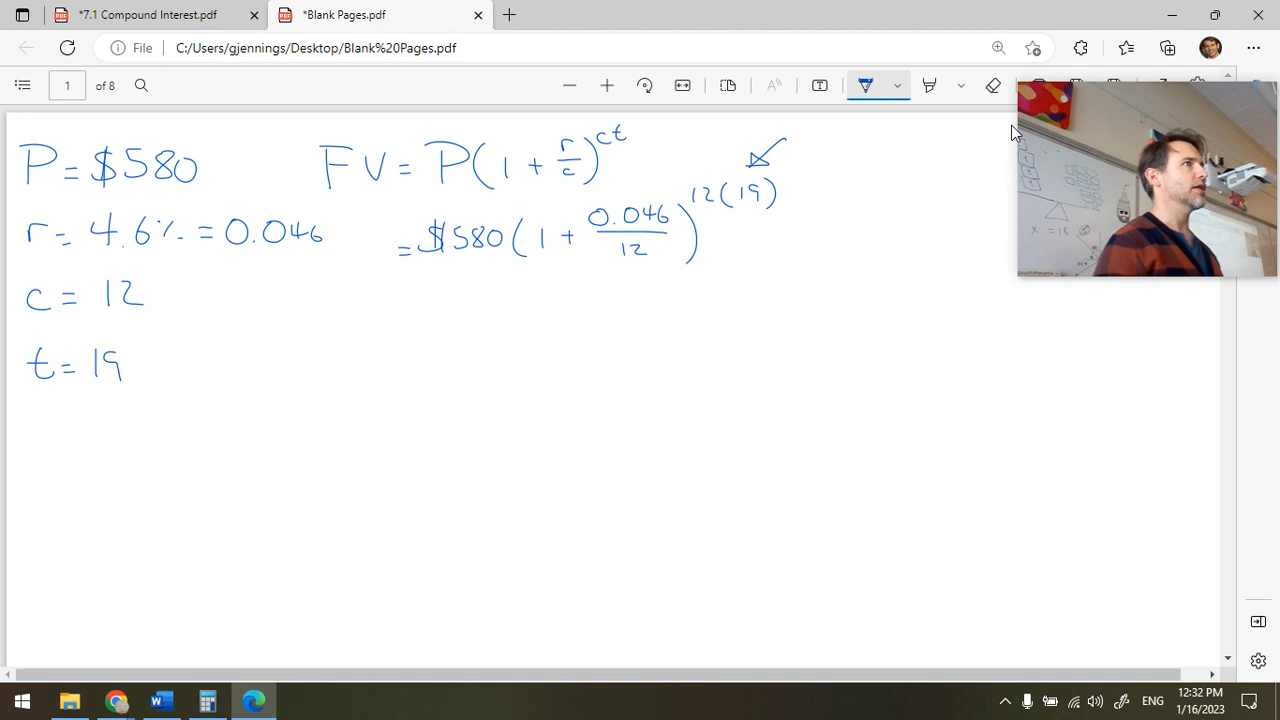 *7.1 Compound Interest.pdf
*Blank Pages.pdf
File C:/Users/gjennings/Desktop/Blank%20Pages.pdf
1 of 8
P = $580
FV = P(1 + r/c)^ct
r = 4.6% = 0.046
= $580(1 + 0.046/12)^12(19)
c = 12
t = 19
x = 18
ENG
12:32 PM
1/16/2023